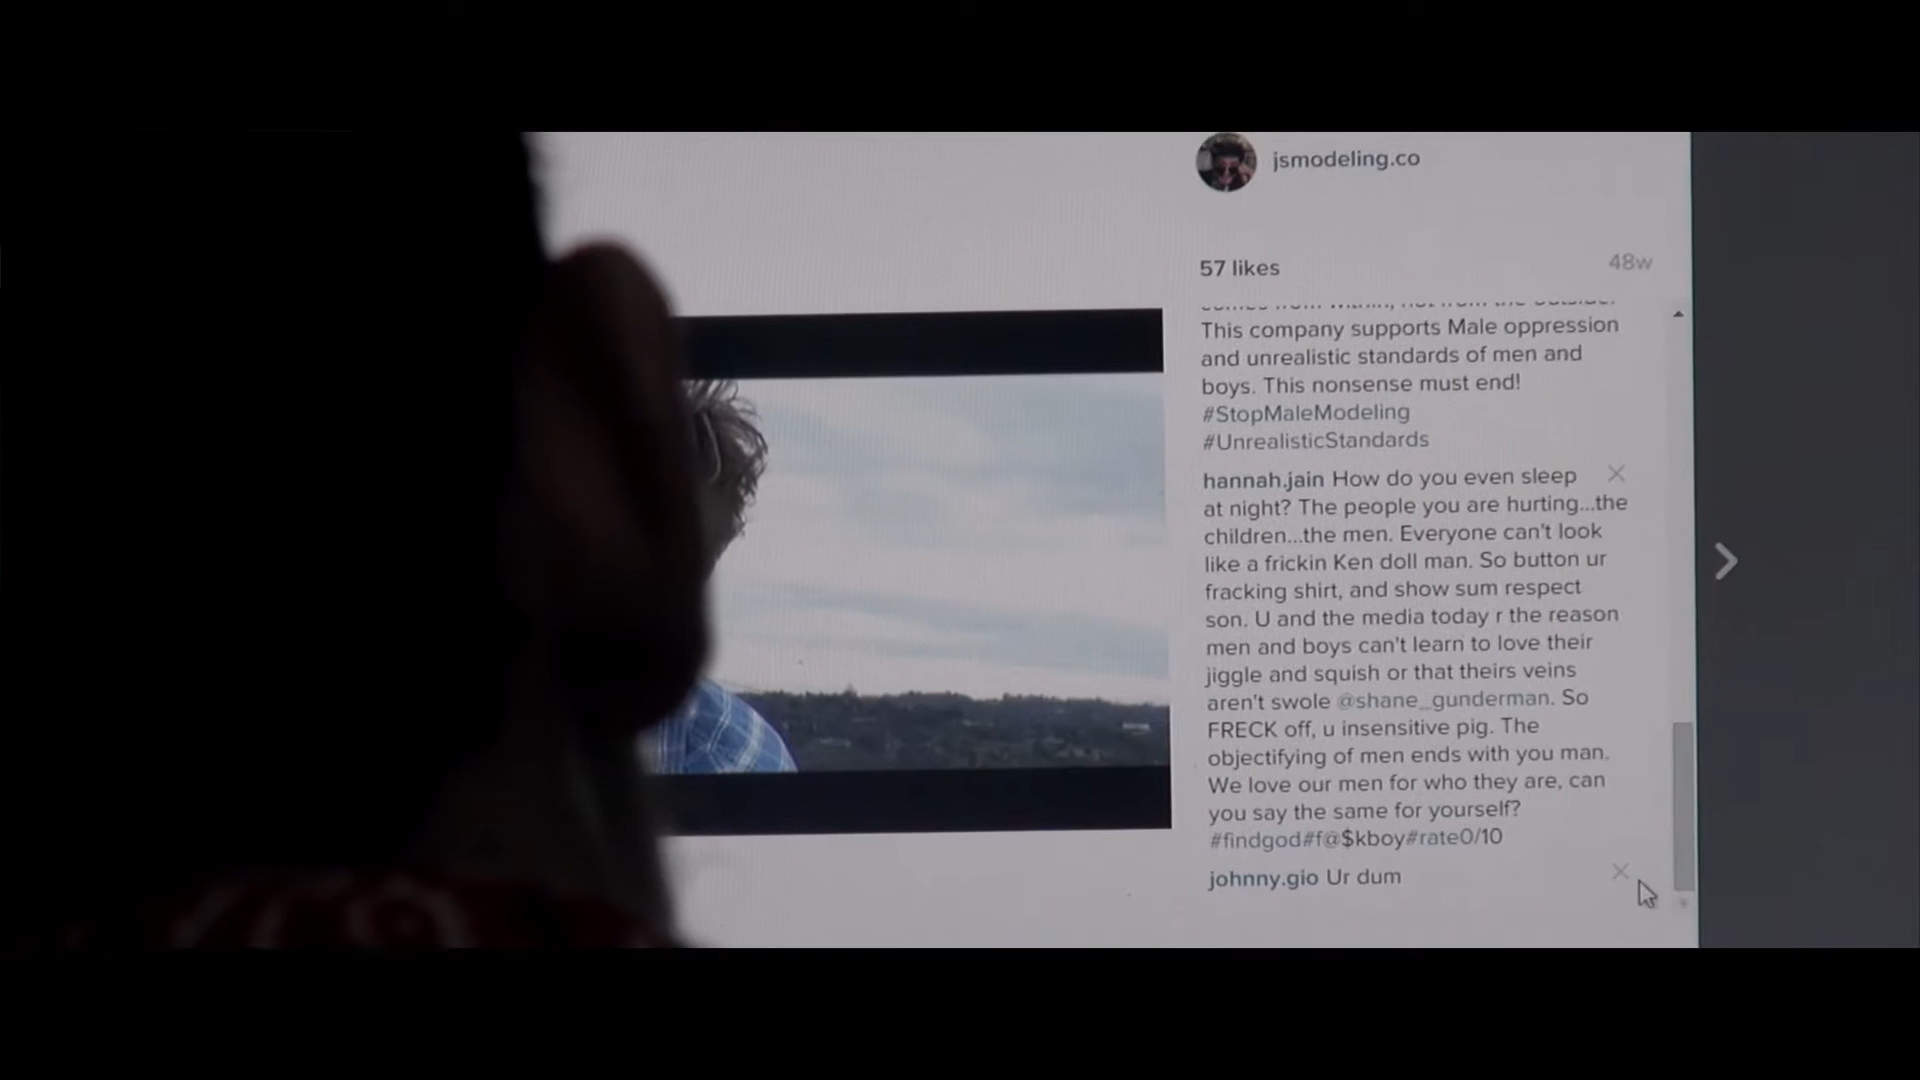 jsmodeling.co
57 likes
48w
This company supports Male oppression
and unrealistic standards of men and
boys. This nonsense must end!
#StopMaleModeling
#UnrealisticStandards
hannah.jain How do you even sleep
at night? The people you are hurting...the
children...the men. Everyone can't look
like a frickin Ken doll man. So button ur
fracking shirt, and show sum respect
son. U and the media today r the reason
men and boys can't learn to love their
jiggle and squish or that theirs veins
aren't swole @shane_gunderman. So
FRECK off, u insensitive pig. The
objectifying of men ends with you man.
We love our men for who they are, can
you say the same for yourself?
#findgod#f@$kboy#rate0/10
johnny.gio Ur dum